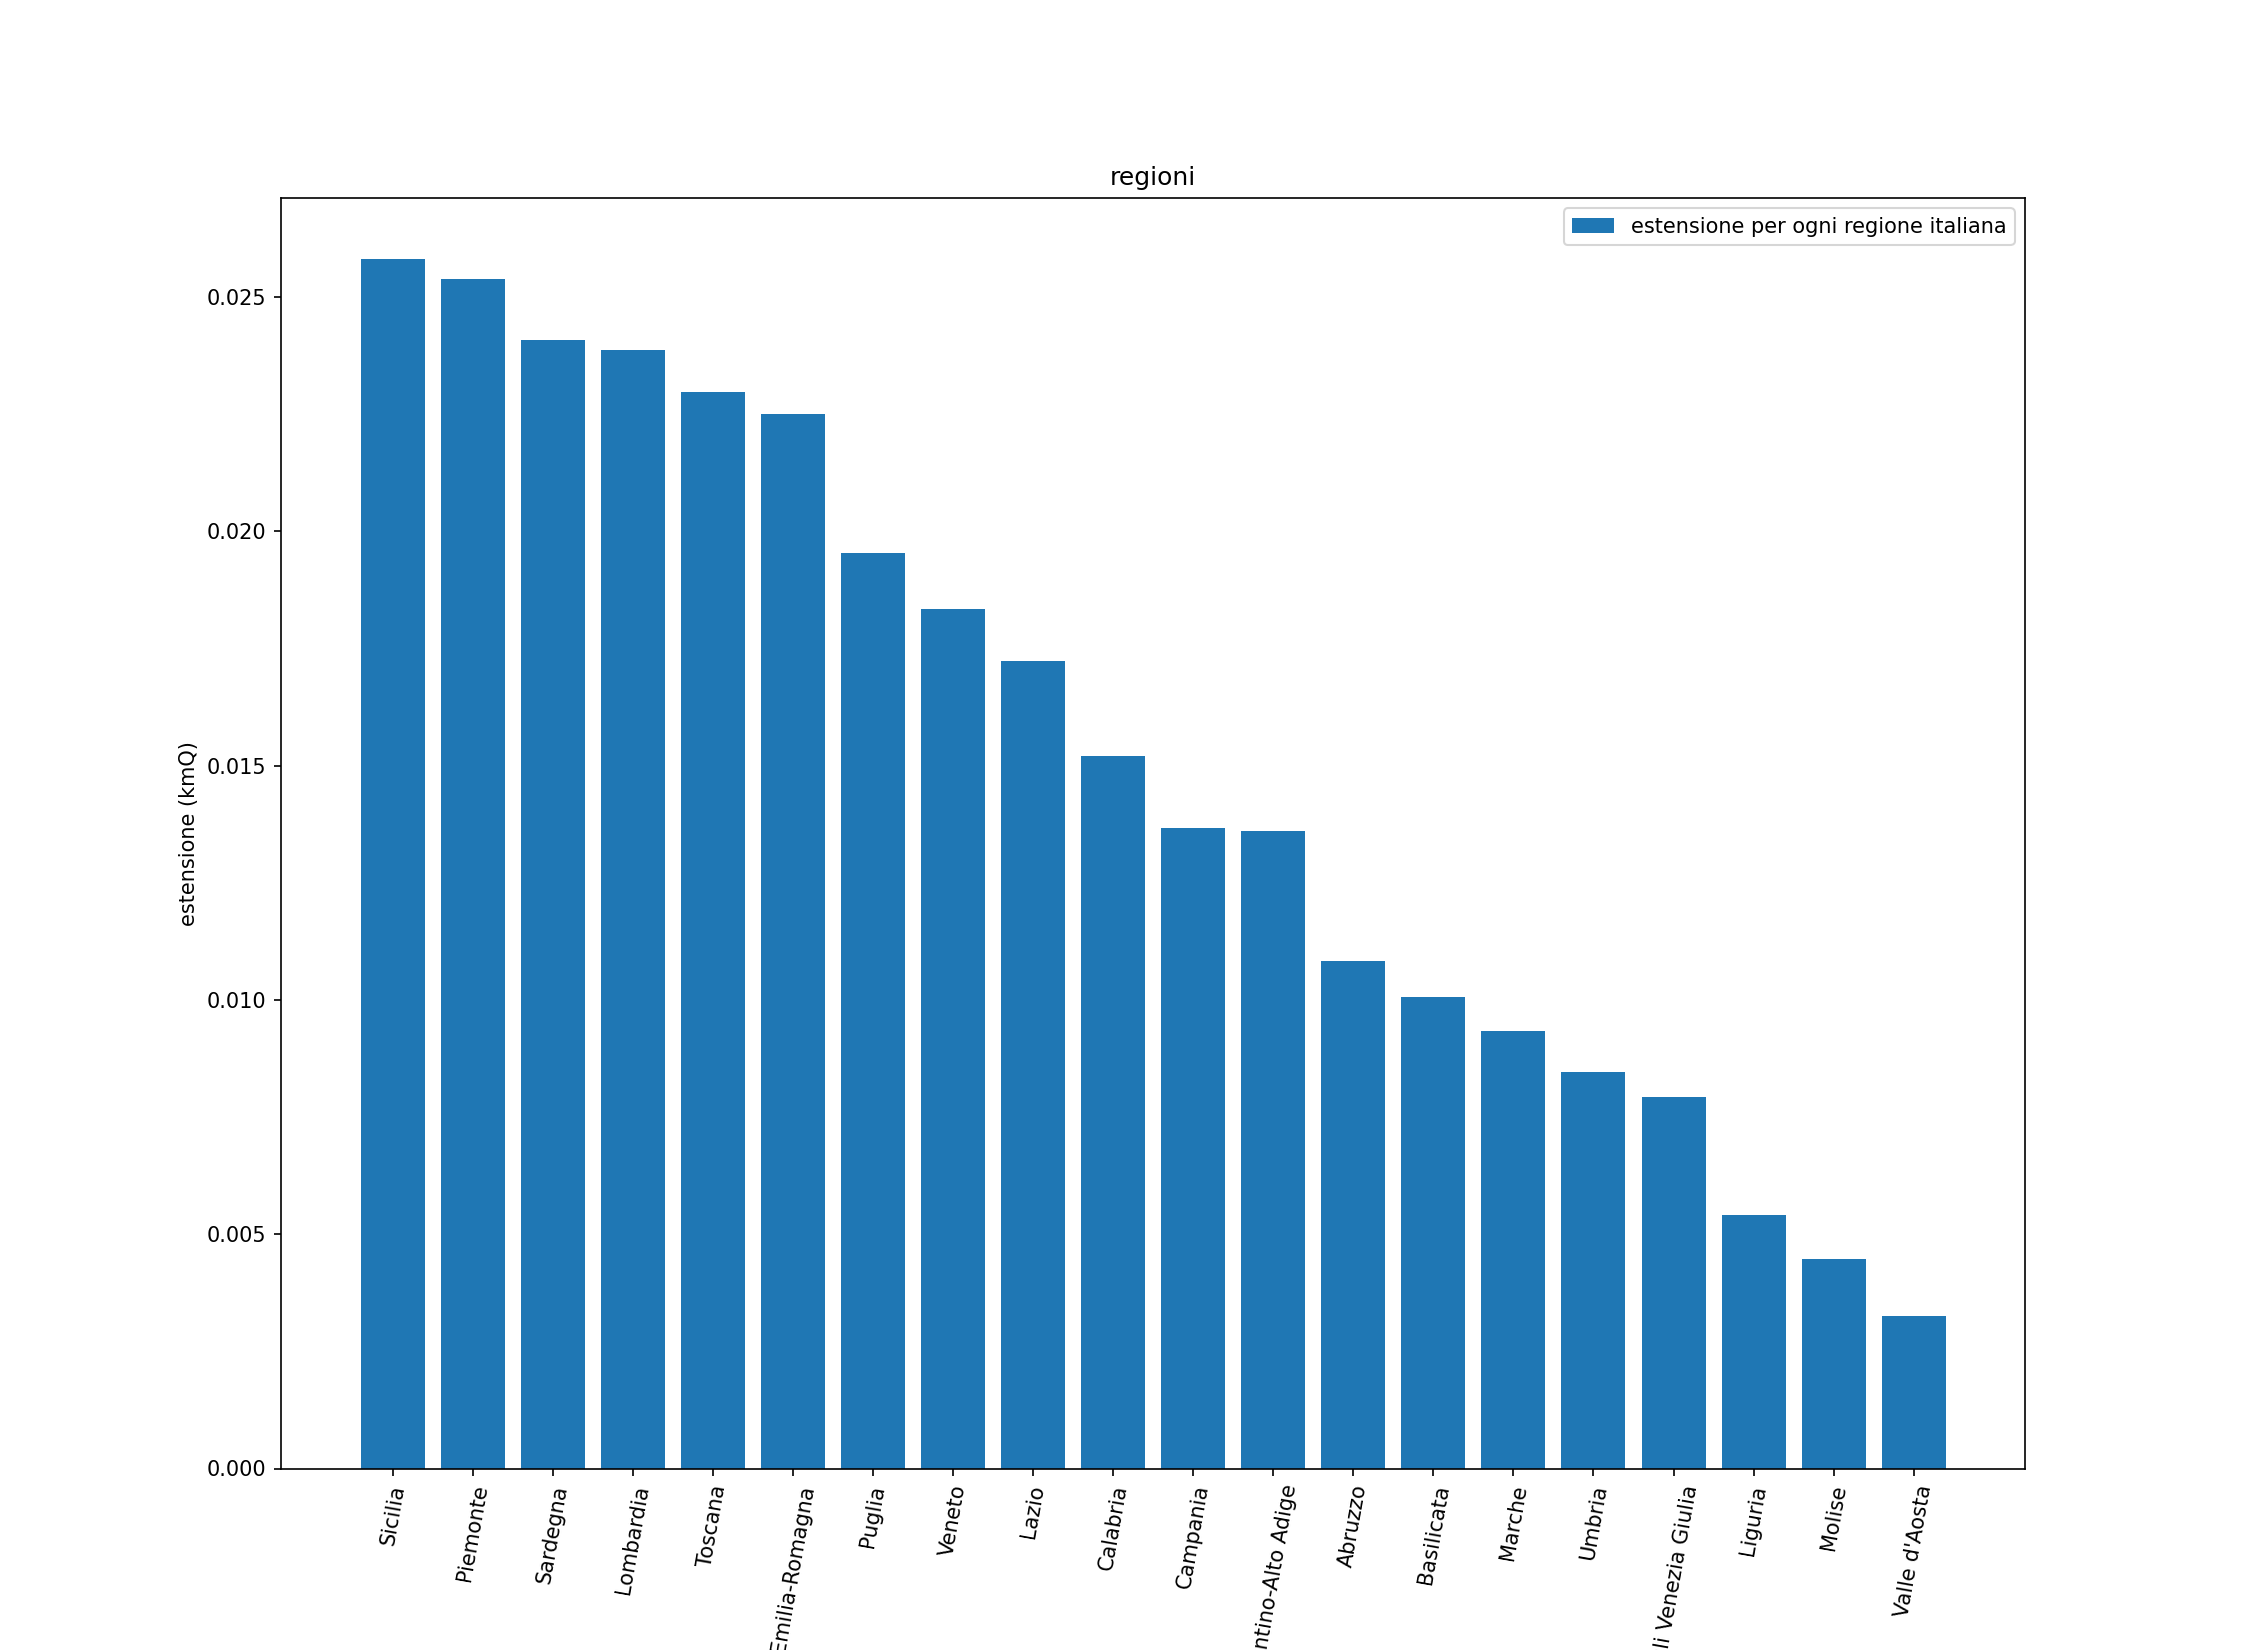 regioni
estensione per ogni regione italiana
estensione (kmQ)
0.025
0.020
0.015
0.010
0.005
0.000
Sicilia
Piemonte
Sardegna
Lombardia
Toscana
Emilia-Romagna
Puglia
Veneto
Lazio
Calabria
Campania
ntino-Alto Adige
Abruzzo
Basilicata
Marche
Umbria
li Venezia Giulia
Liguria
Molise
Valle d'Aosta